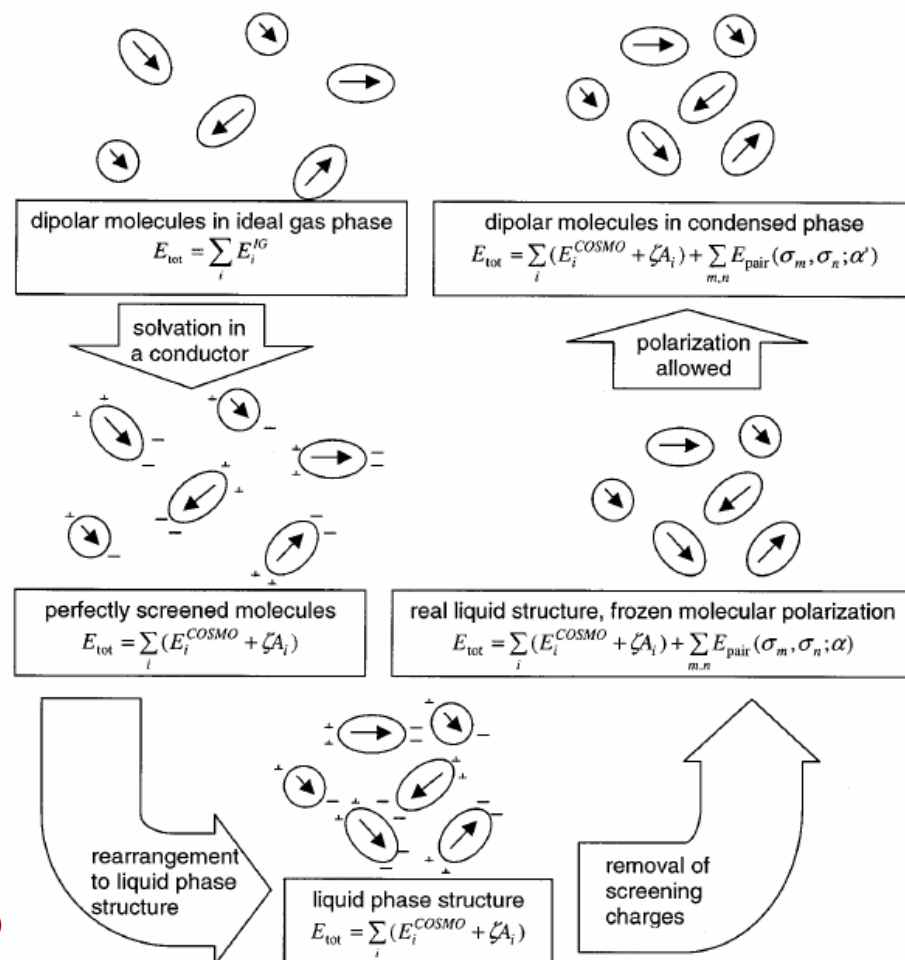 dipolar molecules in ideal gas phase
E_tot = ∑_i E_i^IG
dipolar molecules in condensed phase
E_tot = ∑_i (E_i^COSMO + ζA_i) + ∑_m,n E_pair(σ_m, σ_n; α')
solvation in
a conductor
polarization
allowed
perfectly screened molecules
E_tot = ∑_i (E_i^COSMO + ζA_i)
real liquid structure, frozen molecular polarization
E_tot = ∑_i (E_i^COSMO + ζA_i) + ∑_m,n E_pair(σ_m, σ_n; α)
rearrangement
to liquid phase
structure
liquid phase structure
E_tot = ∑_i (E_i^COSMO + ζA_i)
removal of
screening
charges